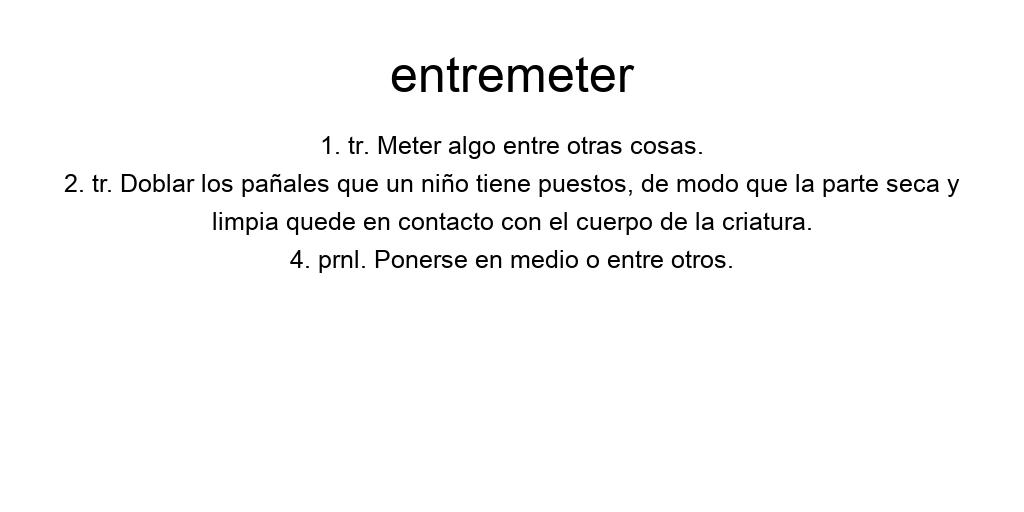 entremeter
1. tr. Meter algo entre otras cosas.
2. tr. Doblar los pañales que un niño tiene puestos, de modo que la parte seca y
limpia quede en contacto con el cuerpo de la criatura.
4. prnl. Ponerse en medio o entre otros.